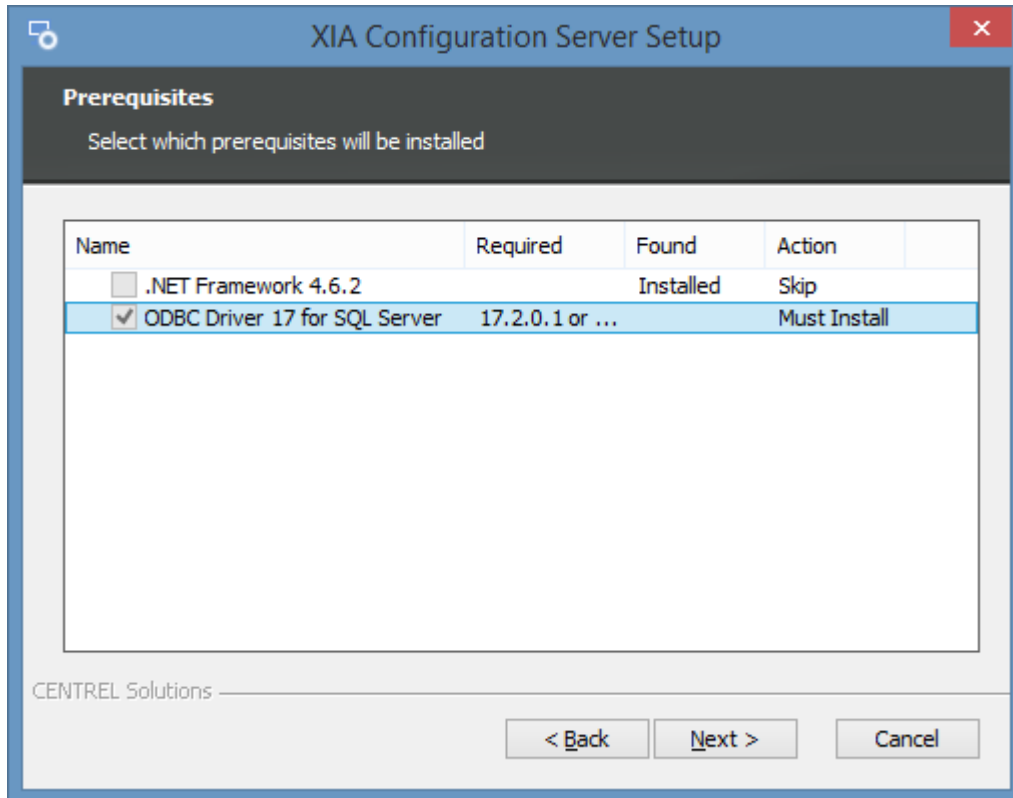 XIA Configuration Server Setup
Prerequisites
Select which prerequisites will be installed
Name Required Found Action
.NET Framework 4.6.2 Installed Skip
ODBC Driver 17 for SQL Server 17.2.0.1 or ... Must Install
CENTREL Solutions
< Back Next > Cancel